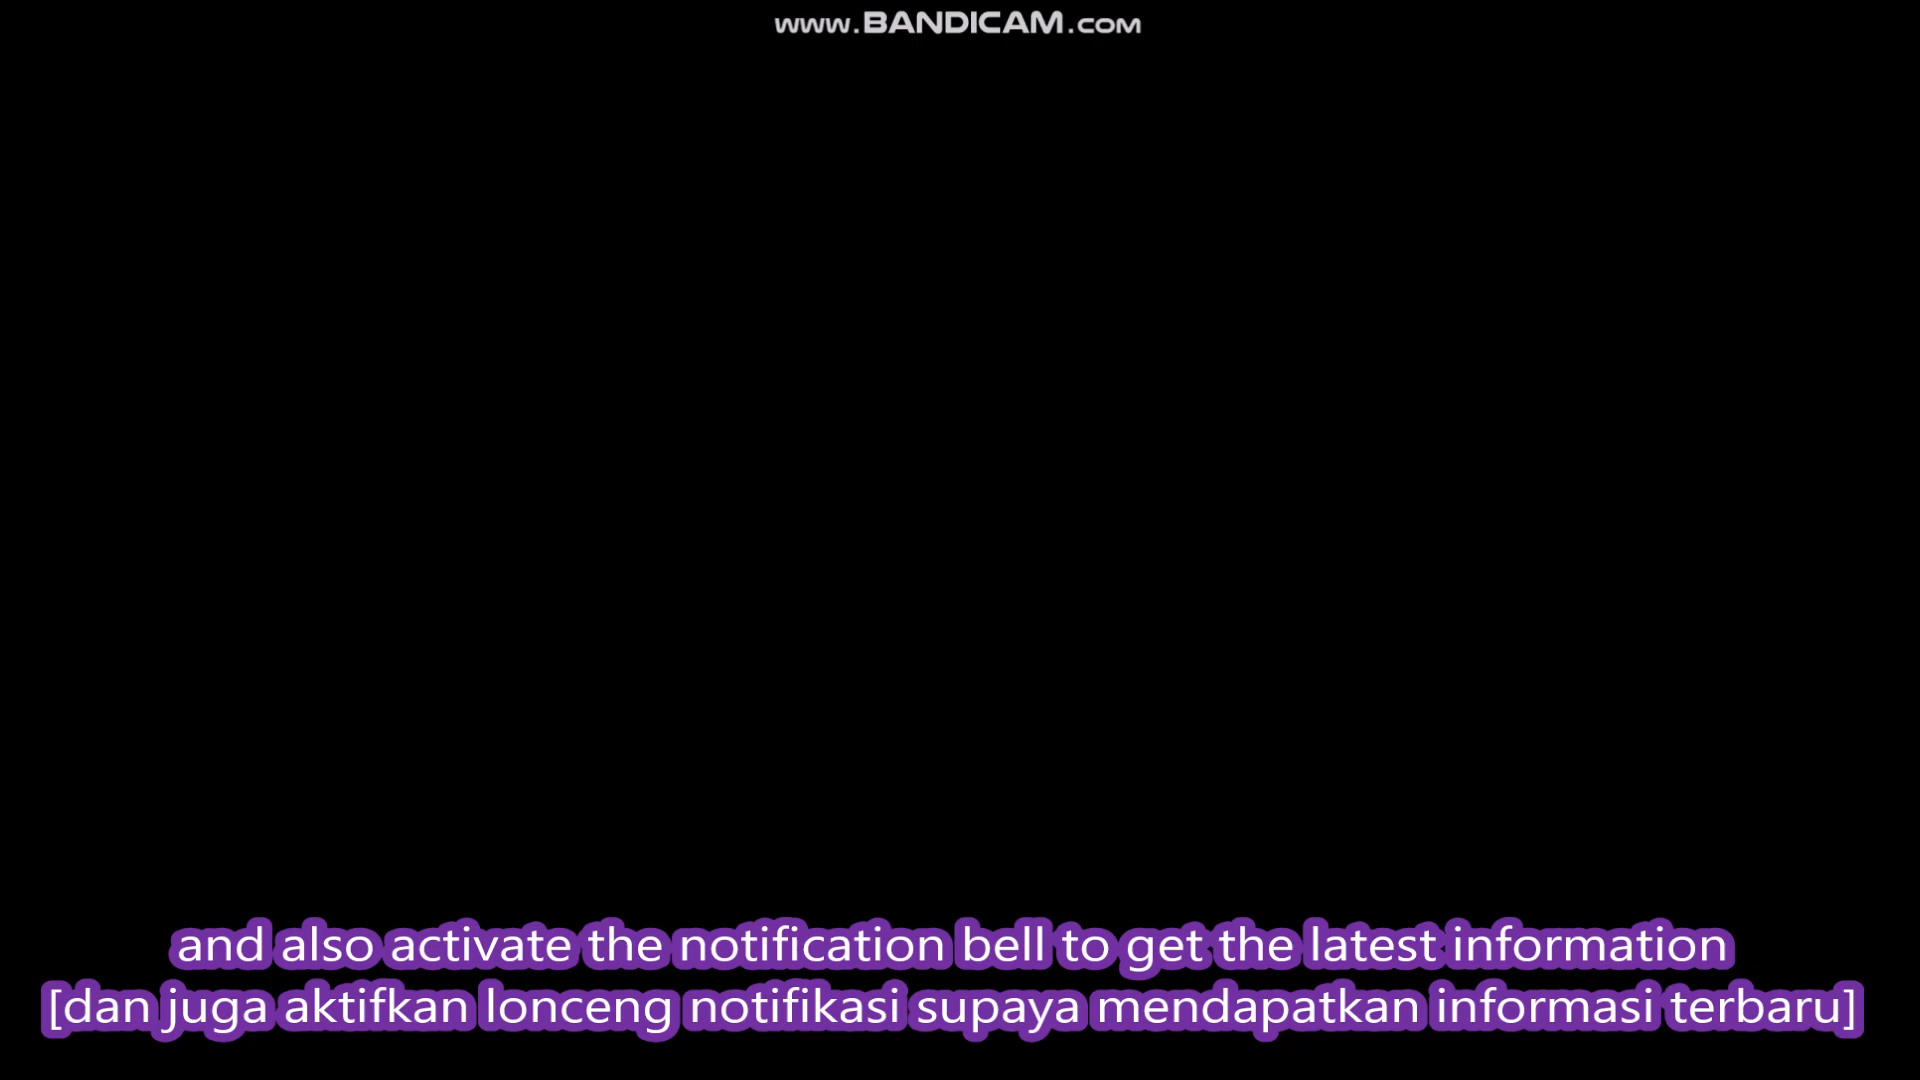 www.BANDICAM.COM
and also activate the notification bell to get the latest information
[dan juga aktifkan lonceng notifikasi supaya mendapatkan informasi terbaru]